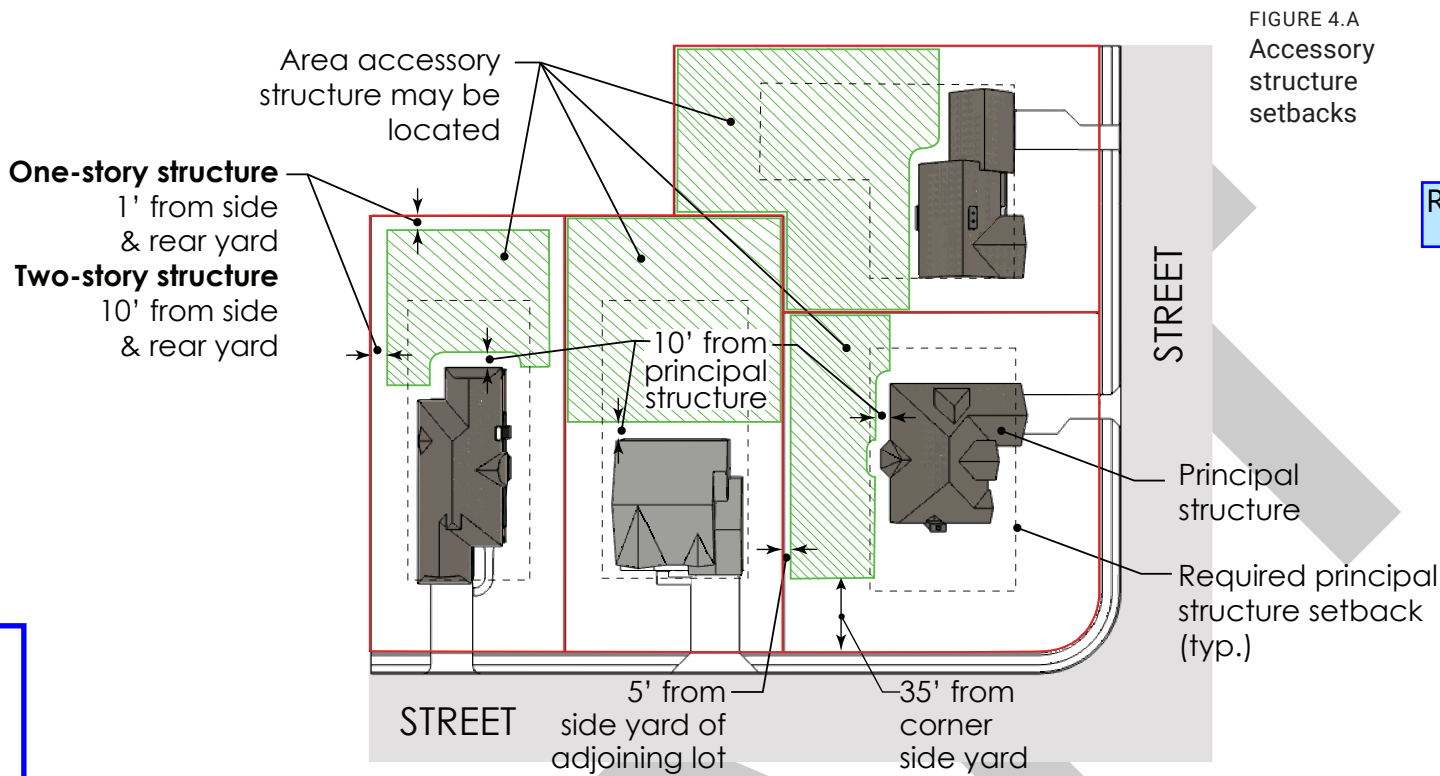 FIGURE 4.A
Accessory
structure
setbacks
Area accessory
structure may be
located
One-story structure
1’ from side
& rear yard
Two-story structure
10’ from side
& rear yard
10’ from
principal
structure
STREET
Principal
structure
Required principal
structure setback
(typ.)
5’ from
side yard of
adjoining lot
35’ from
corner
side yard
STREET
R